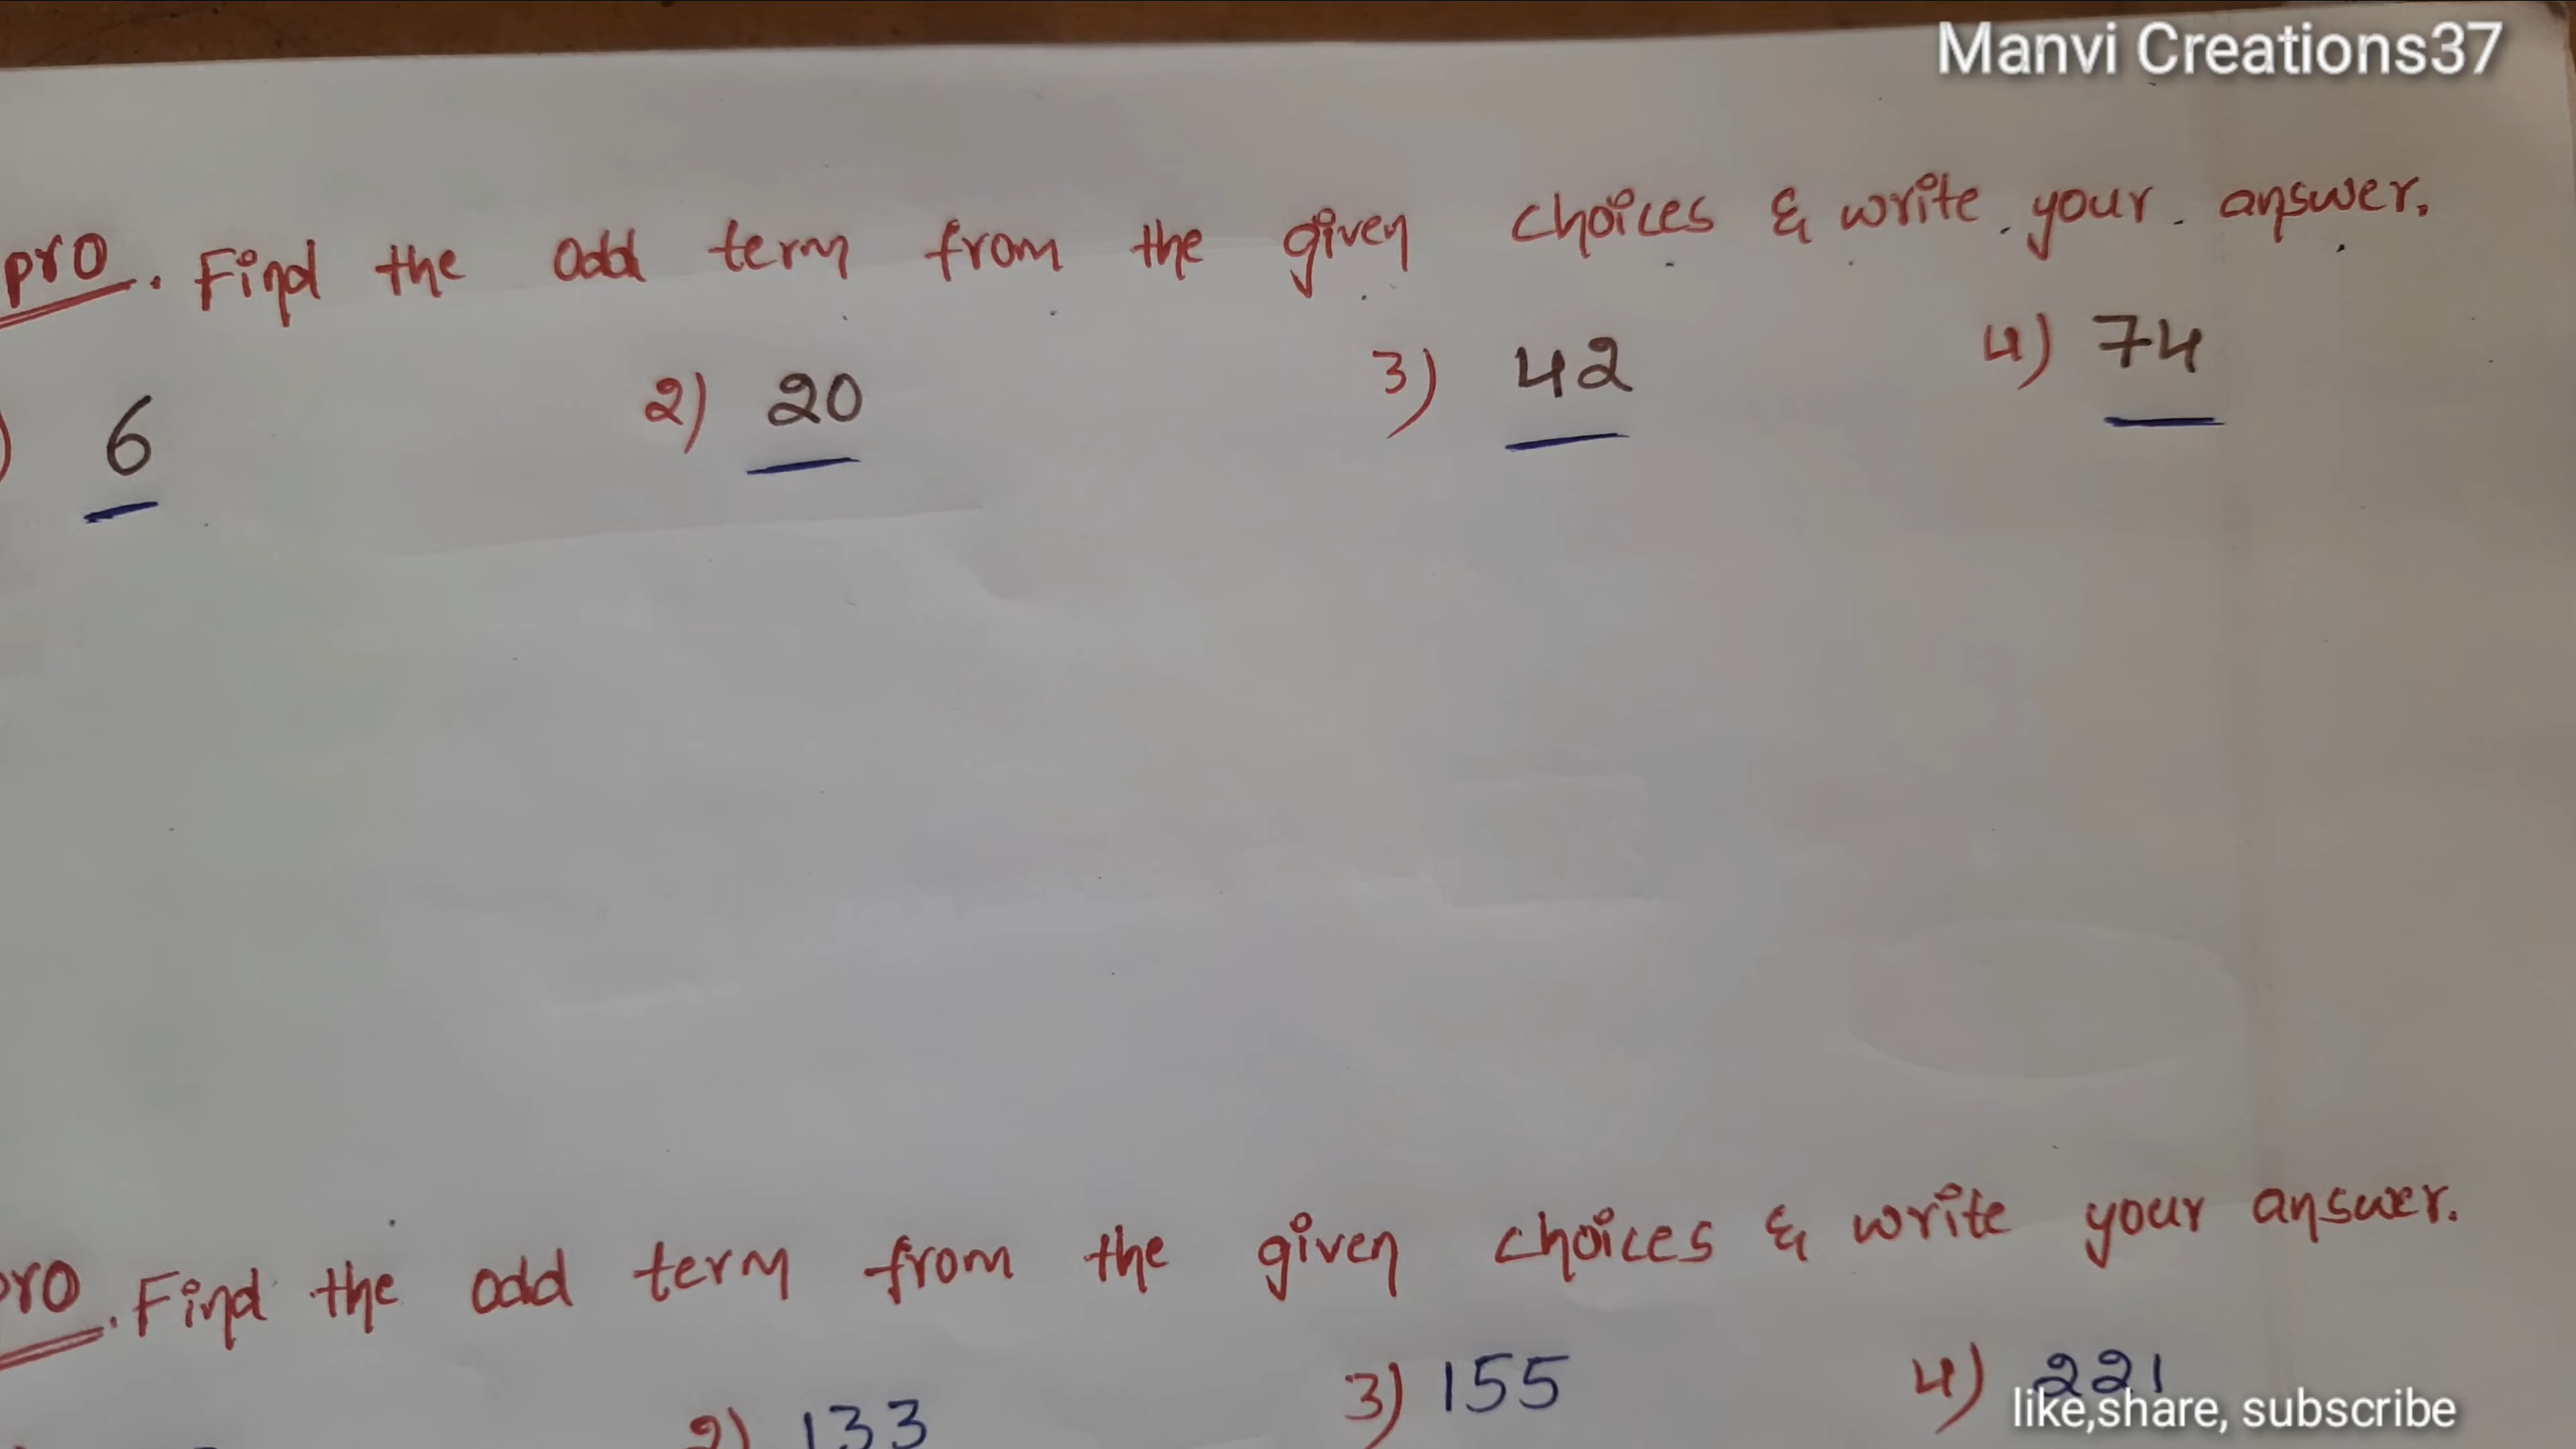 Manvi Creations37
pro. Find the odd term from the given choices & write your answer.
) 6 2) 20 3) 42 4) 74
pro. Find the odd term from the given choices & write your answer.
2) 133 3) 155 4) 221
like,share, subscribe